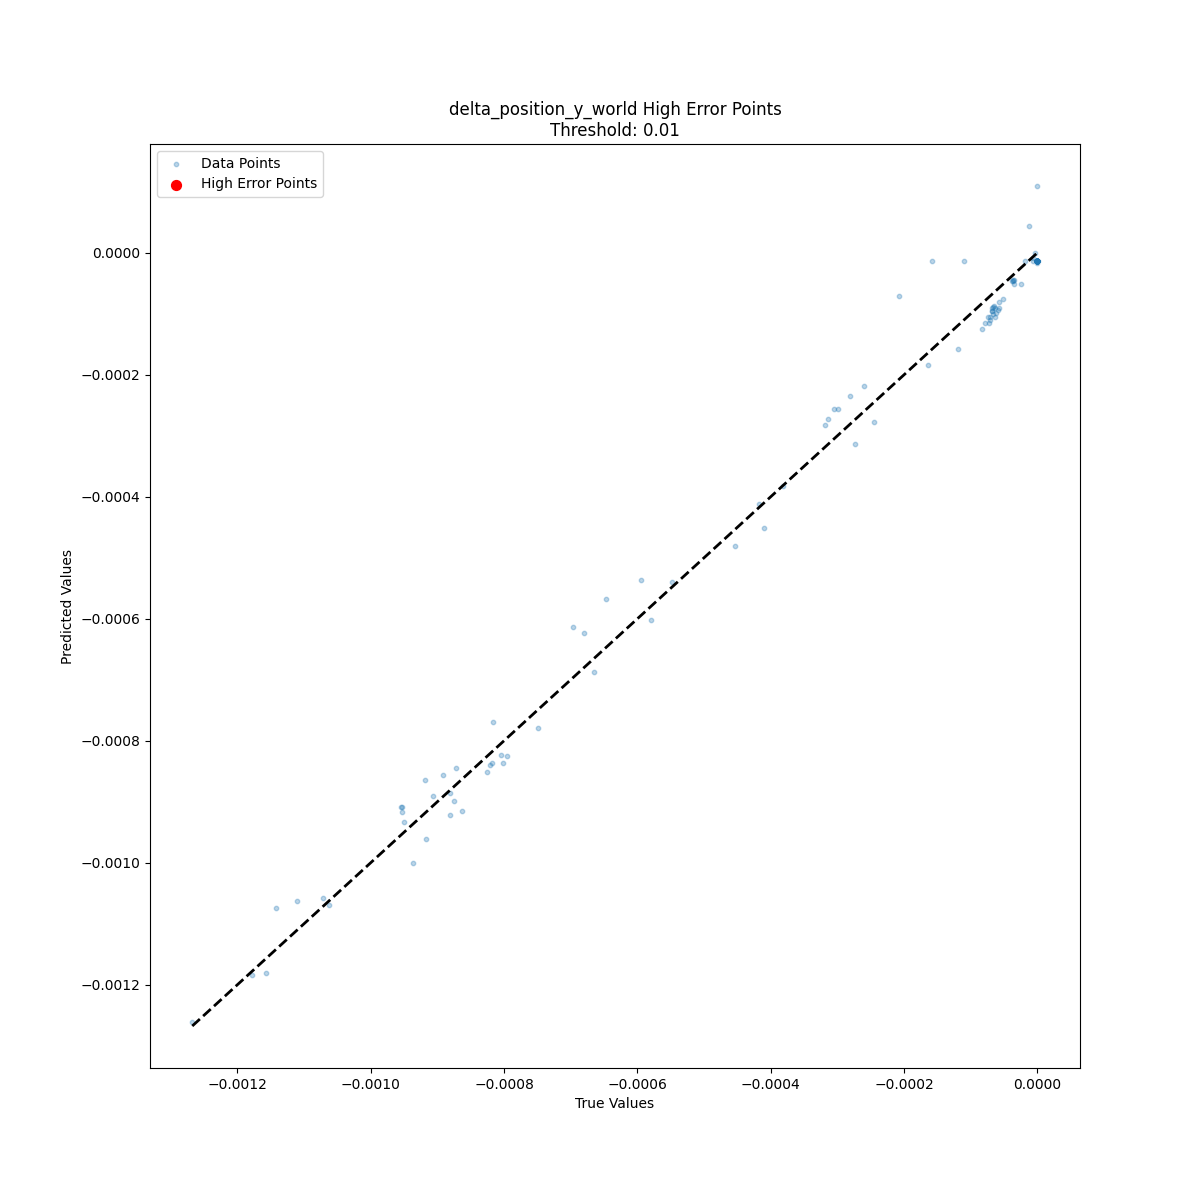 delta_position_y_world High Error Points
Threshold: 0.01
Data Points
High Error Points
0.0000
−0.0002
−0.0004
−0.0006
−0.0008
−0.0010
−0.0012
Predicted Values
−0.0012 −0.0010 −0.0008 −0.0006 −0.0004 −0.0002 0.0000
True Values